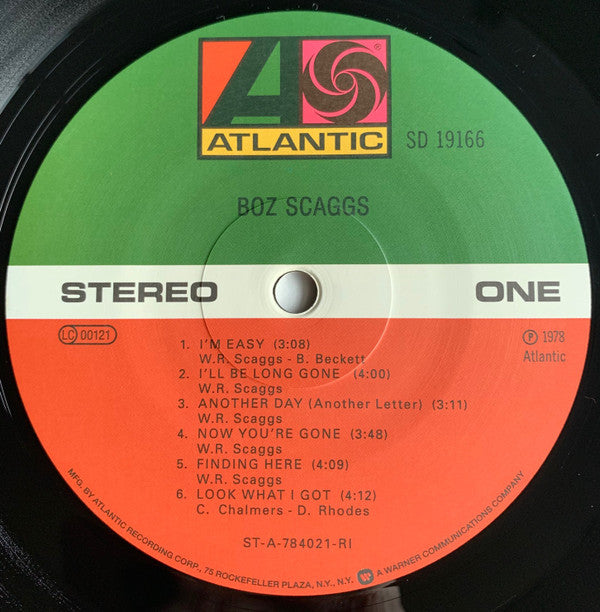 ATLANTIC
SD 19166
BOZ SCAGGS
STEREO
ONE
LC 00121
℗ 1978
Atlantic
1. I'M EASY (3:08)
W.R. Scaggs - B. Beckett
2. I'LL BE LONG GONE (4:00)
W.R. Scaggs
3. ANOTHER DAY (Another Letter) (3:11)
W.R. Scaggs
4. NOW YOU'RE GONE (3:48)
W.R. Scaggs
5. FINDING HERE (4:09)
W.R. Scaggs
6. LOOK WHAT I GOT (4:12)
C. Chalmers - D. Rhodes
ST-A-784021-RI
MFG. BY ATLANTIC RECORDING CORP., 75 ROCKEFELLER PLAZA, N.Y., N.Y. A WARNER COMMUNICATIONS COMPANY